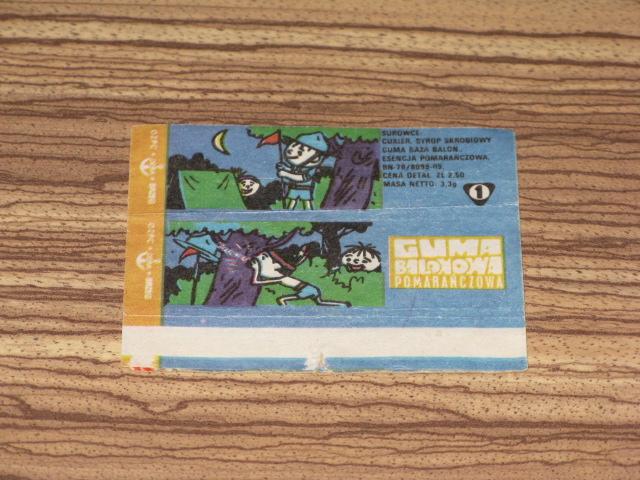 SUROWCE:
CUKIER, SYROP SKROBIOWY
GUMA BAZA BALON.
ESENCJA POMARAŃCZOWA.
BN-78/8098-05.
CENA DETAL. ZŁ 2.50
MASA NETTO: 3,3g
1
GUMA
BALONOWA
POMARAŃCZOWA